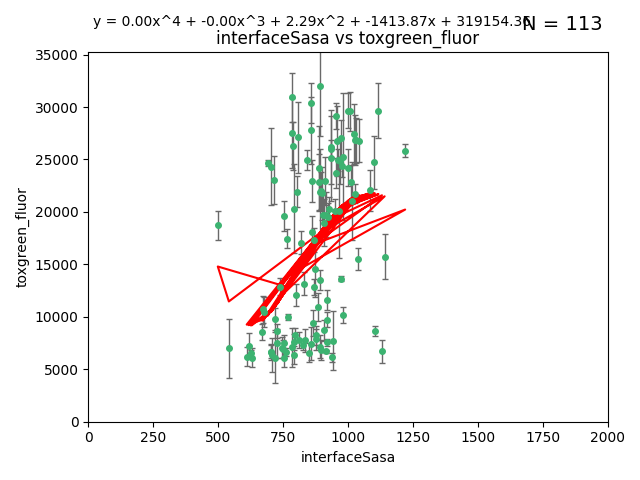 y = 0.00x^4 + -0.00x^3 + 2.29x^2 + -1413.87x + 319154.36
N = 113
interfaceSasa vs toxgreen_fluor
35000
30000
25000
20000
15000
10000
5000
0
toxgreen_fluor
0 250 500 750 1000 1250 1500 1750 2000
interfaceSasa